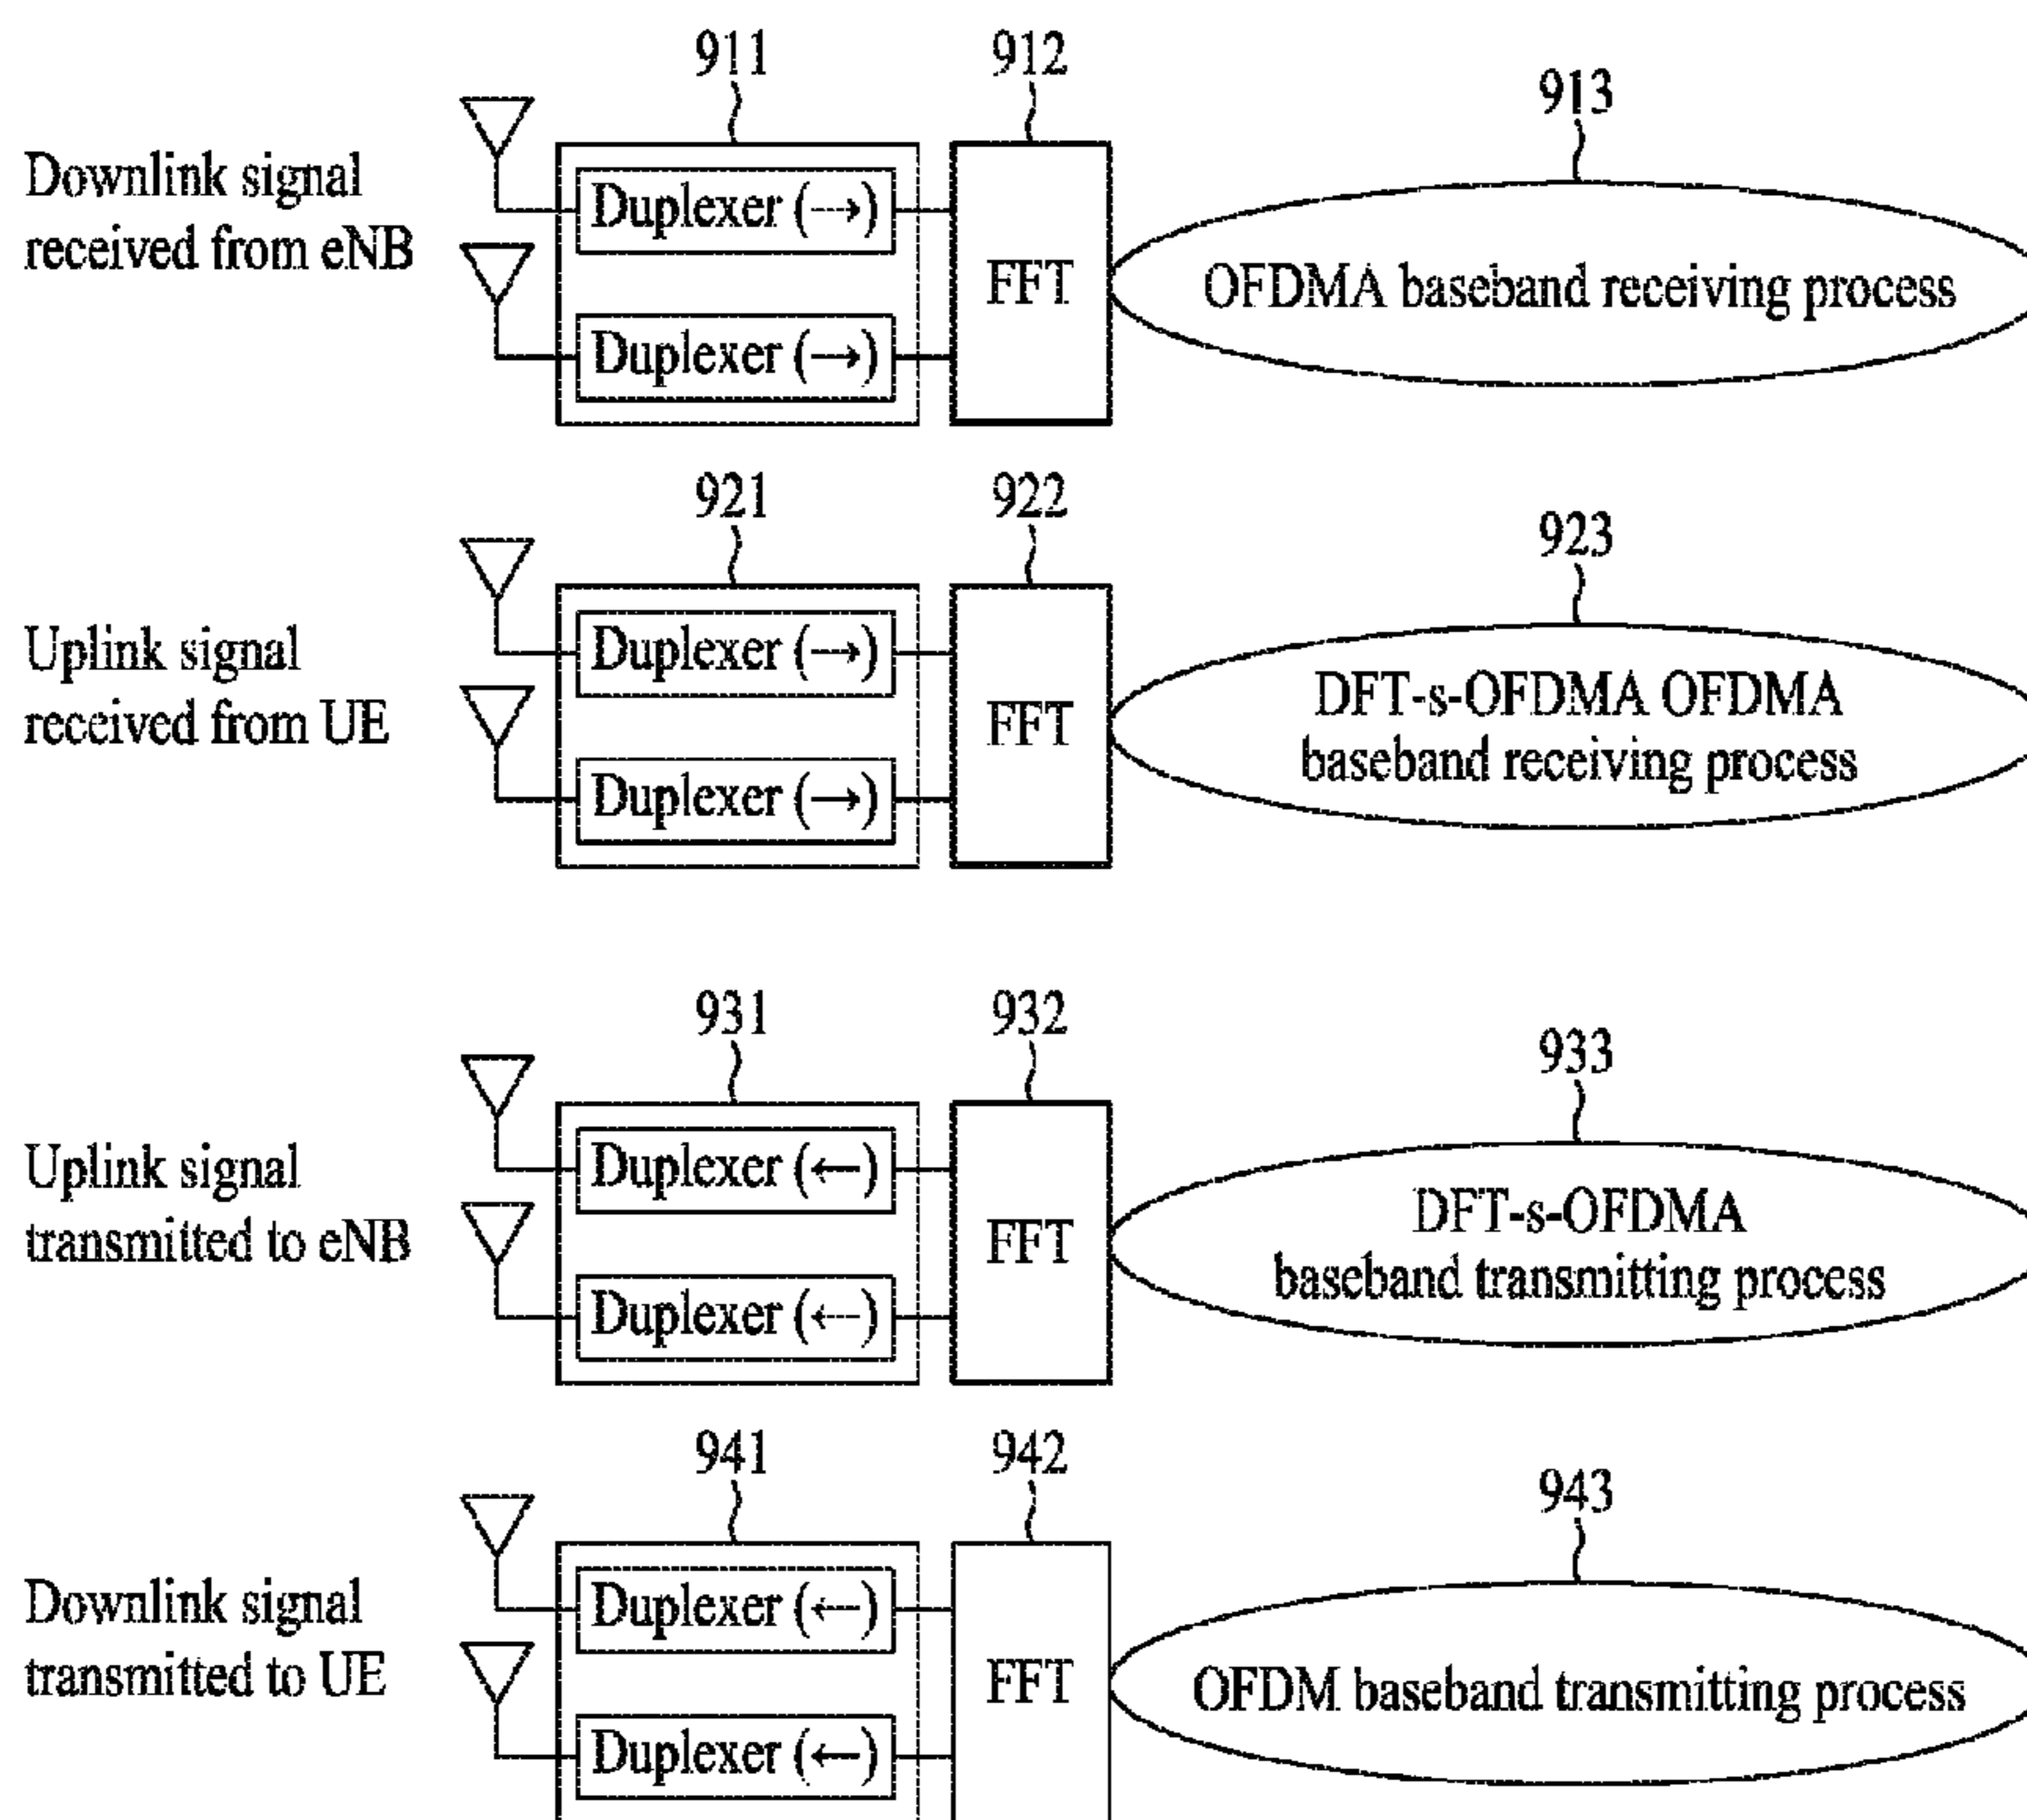 911
912
913
Downlink signal
received from eNB
Duplexer (→)
Duplexer (→)
FFT
OFDMA baseband receiving process
921
922
923
Uplink signal
received from UE
Duplexer (→)
Duplexer (→)
FFT
DFT-s-OFDMA OFDMA
baseband receiving process
931
932
933
Uplink signal
transmitted to eNB
Duplexer (←)
Duplexer (←)
FFT
DFT-s-OFDMA
baseband transmitting process
941
942
943
Downlink signal
transmitted to UE
Duplexer (←)
Duplexer (←)
FFT
OFDM baseband transmitting process